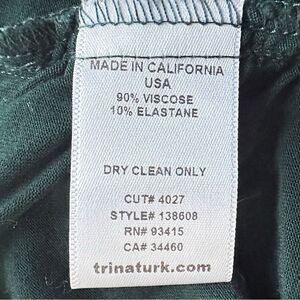 MADE IN CALIFORNIA
USA
90% VISCOSE
10% ELASTANE
DRY CLEAN ONLY
CUT# 4027
STYLE# 138608
RN# 93415
CA# 34460
trinaturk.com